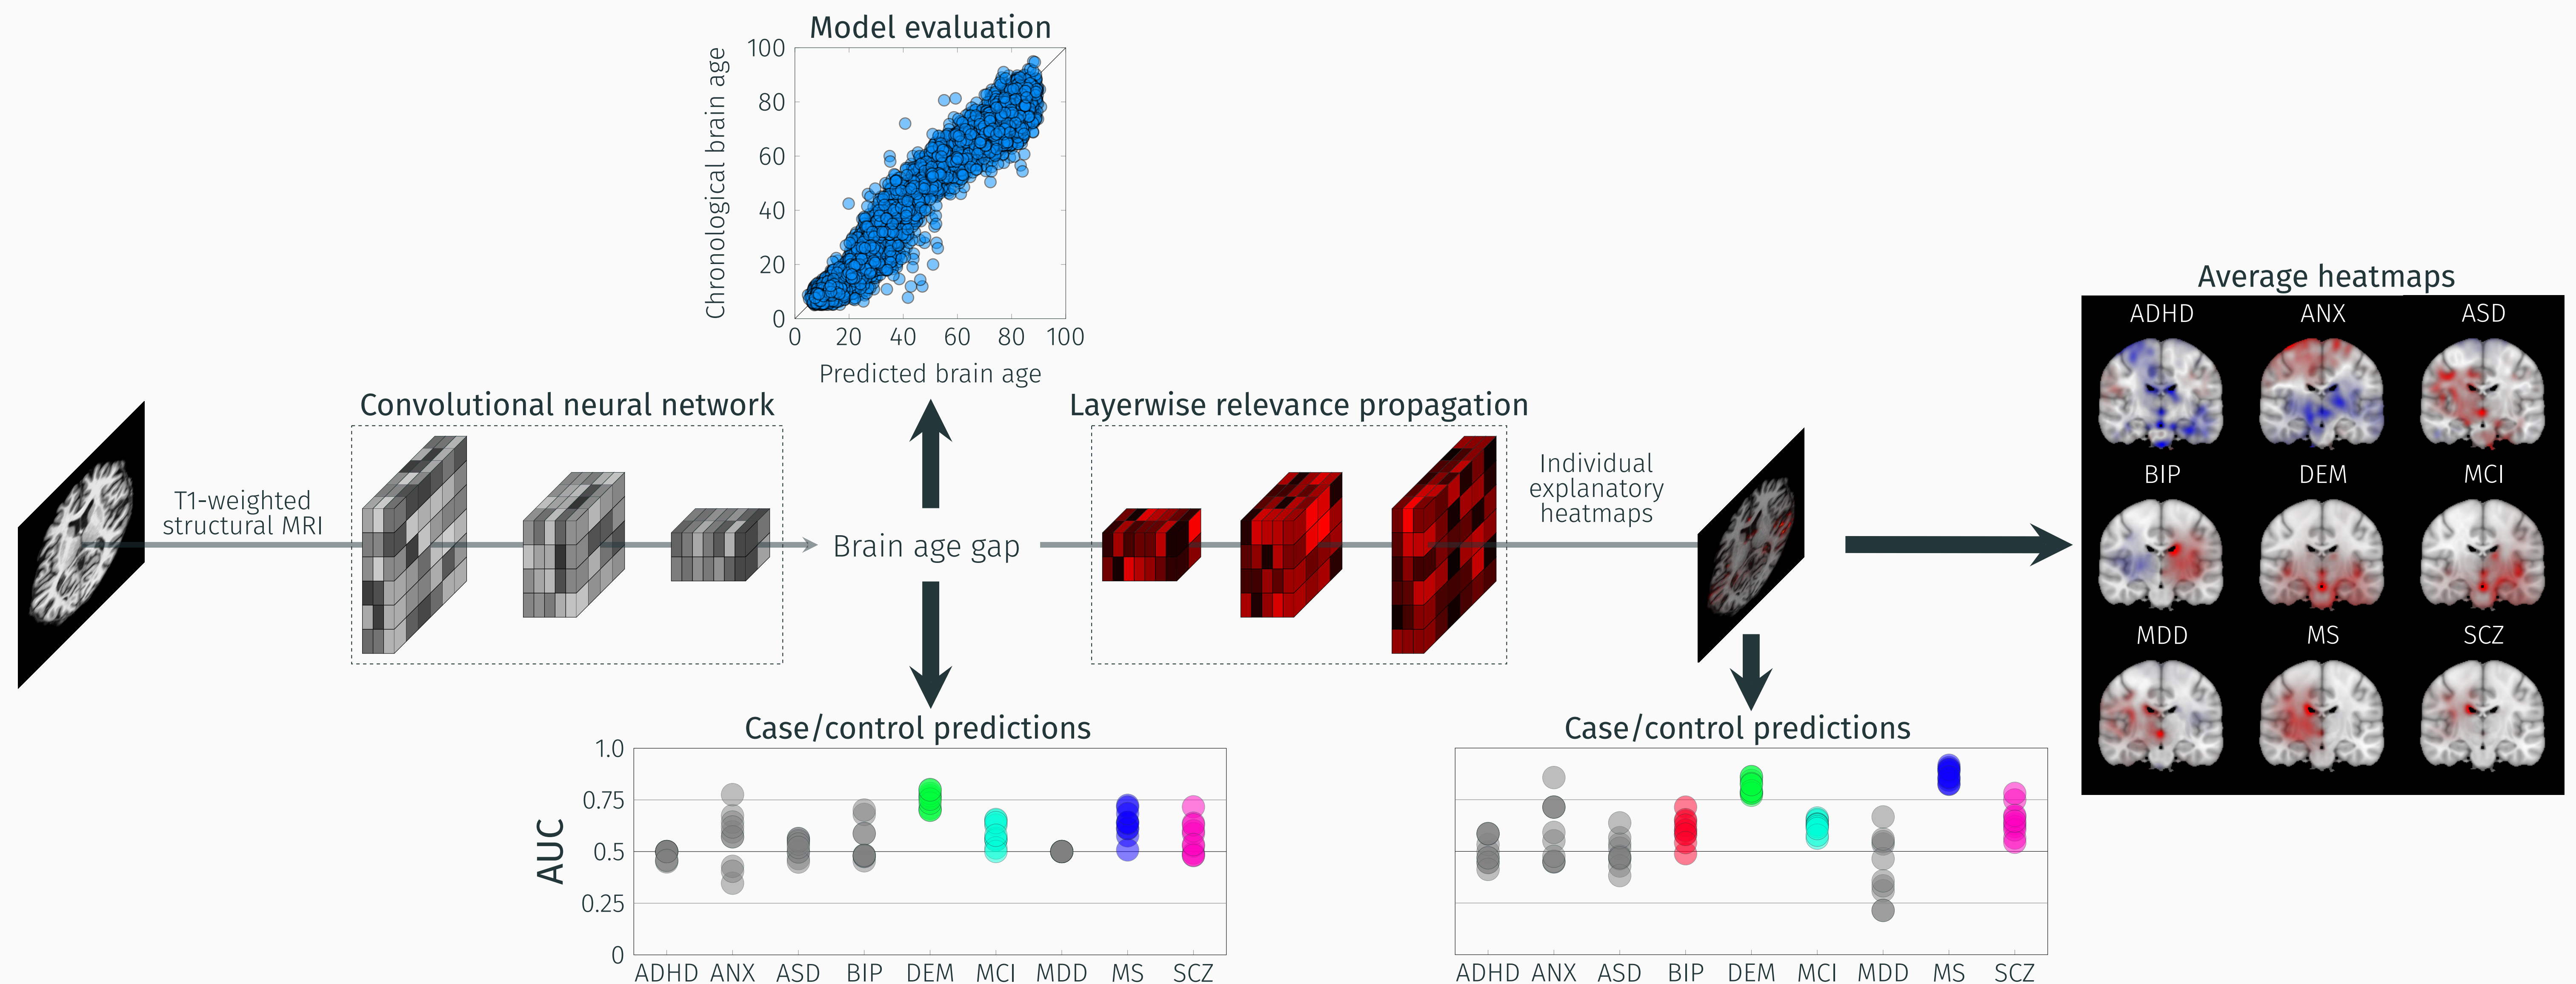 Model evaluation
Chronological brain age
100
80
60
40
20
0
0 20 40 60 80 100
Predicted brain age
T1-weighted
structural MRI
Convolutional neural network
Brain age gap
Layerwise relevance propagation
Individual
explanatory
heatmaps
Average heatmaps
ADHD ANX ASD
BIP DEM MCI
MDD MS SCZ
Case/control predictions
AUC
1.0
0.75
0.5
0.25
0
ADHD ANX ASD BIP DEM MCI MDD MS SCZ
Case/control predictions
ADHD ANX ASD BIP DEM MCI MDD MS SCZ